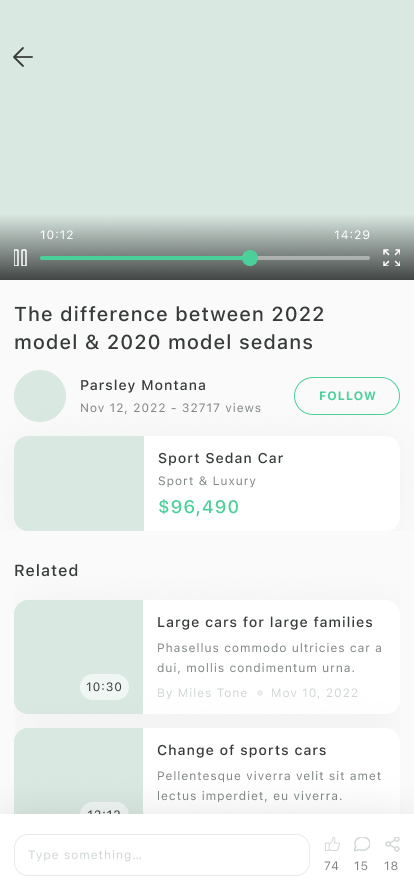 10:12
14:29
The difference between 2022
model & 2020 model sedans
Parsley Montana
Nov 12, 2022 - 32717 views
FOLLOW
Sport Sedan Car
Sport & Luxury
$96,490
Related
Large cars for large families
Phasellus commodo ultricies car a
dui, mollis condimentum urna.
10:30
By Miles Tone
Mov 10, 2022
Change of sports cars
Pellentesque viverra velit sit amet
lectus imperdiet, eu viverra.
Type something...
74
15
18